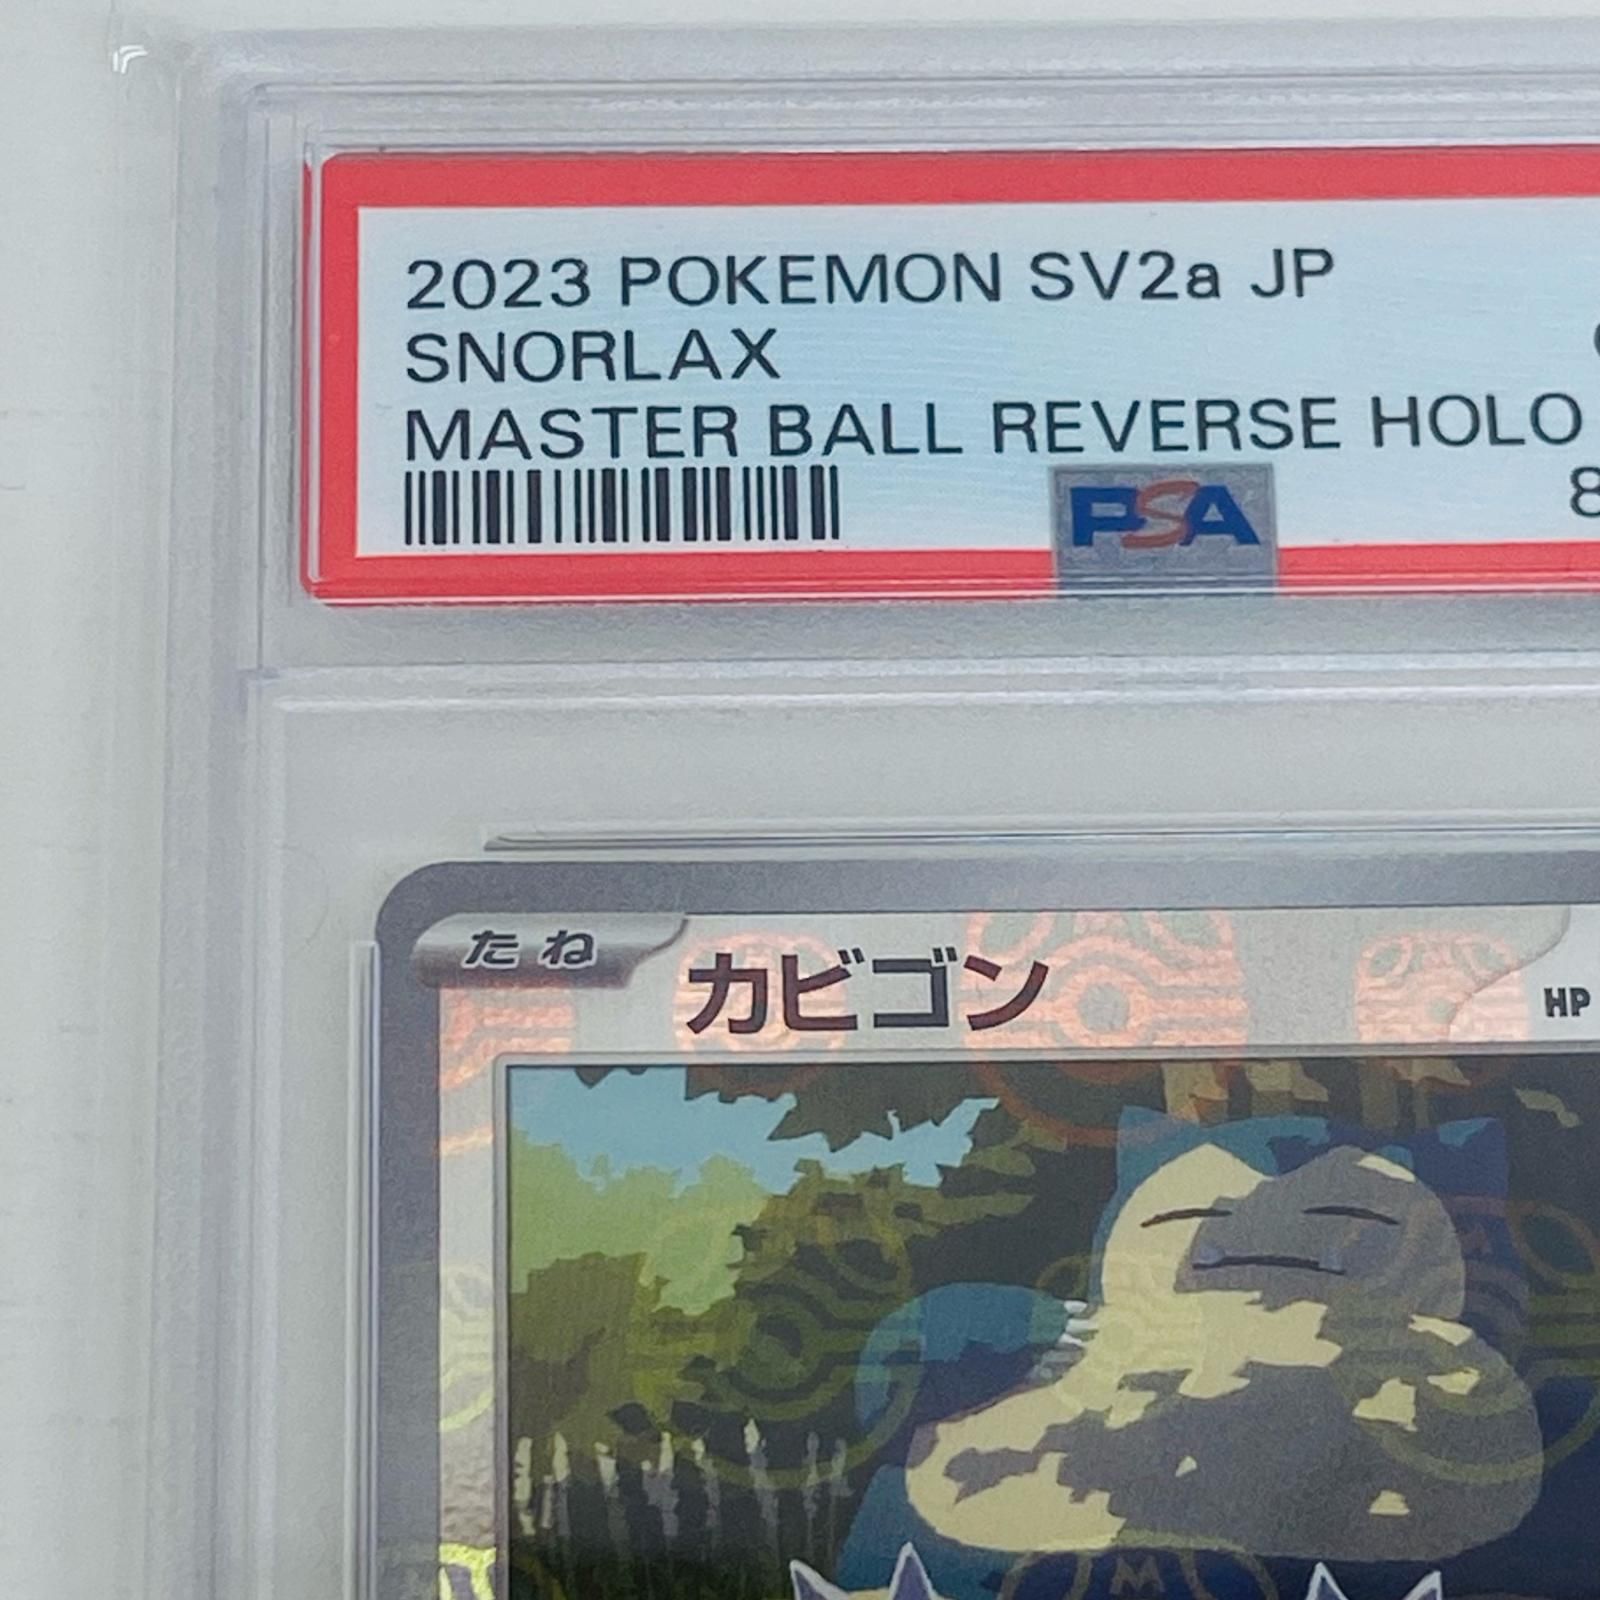 2023 POKEMON SV2a JP
SNORLAX
MASTER BALL REVERSE HOLO
PSA
たね
カビゴン
HP